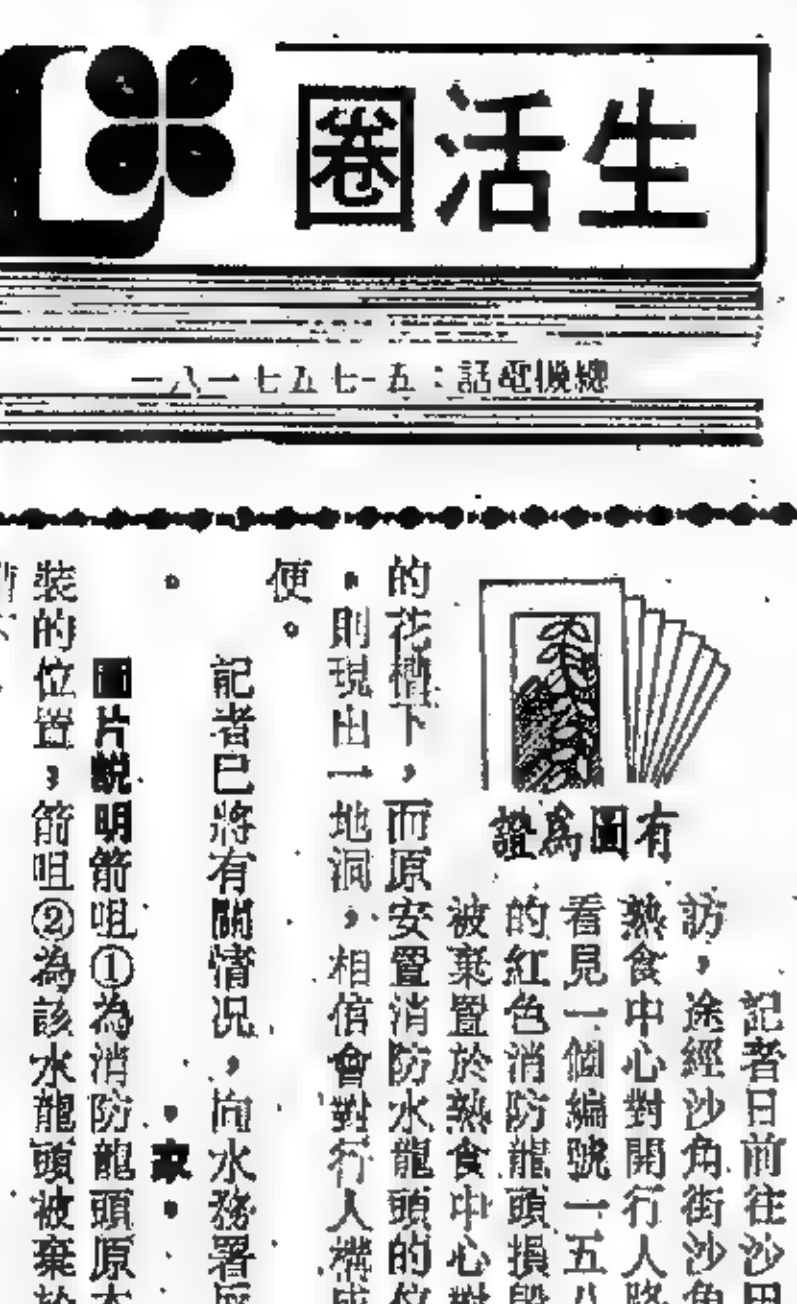 生活圈
總機電話：五-七五七一八一
有圖為證
記者日前往沙田
訪，途經沙角街沙角
熟食中心對開行人路
看見一個編號一五八
的紅色消防龍頭損毀
被棄置於熟食中心對
的花槽下，而原安置消防水龍頭的位
，則現出一地洞，相信會對行人構成
便。
記者已將有關情況，向水務署反
。
圖片說明箭咀①為消防龍頭原本
裝的位置，箭咀②為該水龍頭被棄於